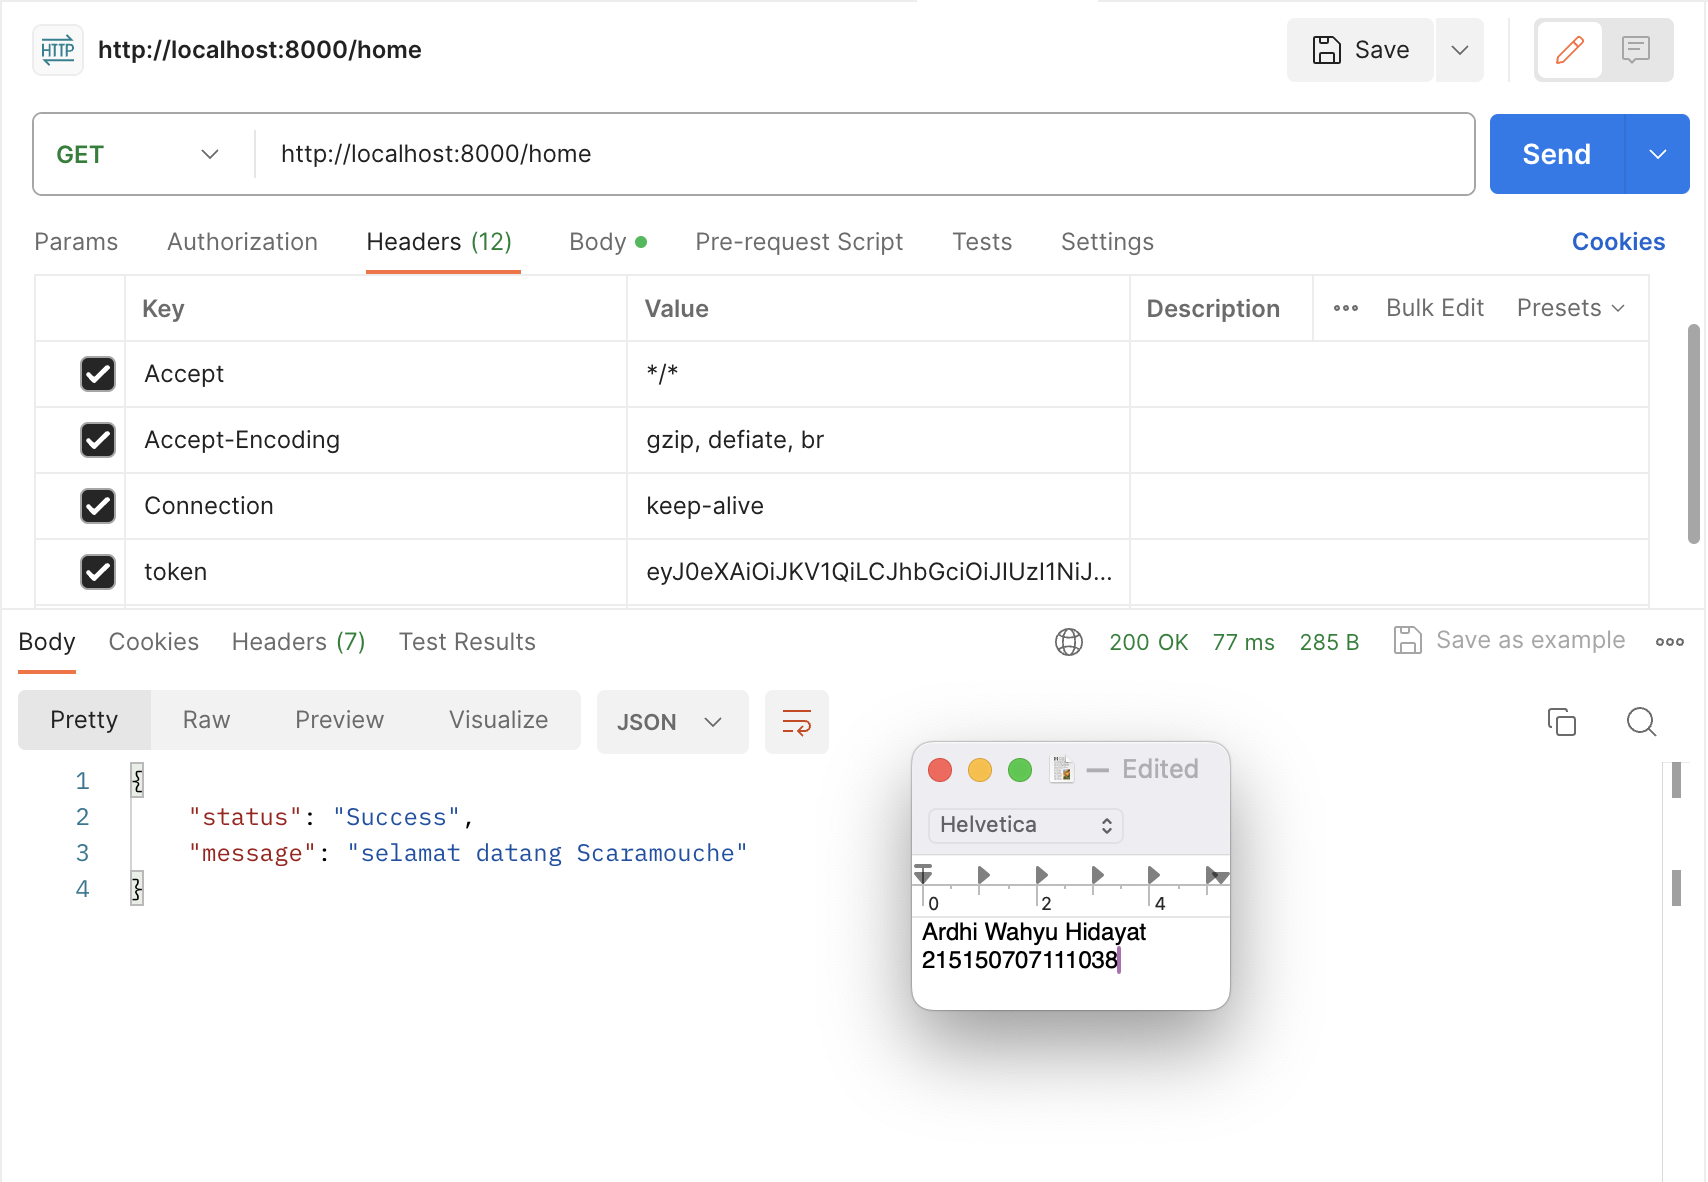 HTTP http://localhost:8000/home Save
GET http://localhost:8000/home Send
Params Authorization Headers (12) Body Pre-request Script Tests Settings Cookies
Key Value Description Bulk Edit Presets
Accept */*
Accept-Encoding gzip, defiate, br
Connection keep-alive
token eyJ0eXAiOiJKV1QiLCJhbGciOiJIUzI1NiJ...
Body Cookies Headers (7) Test Results 200 OK 77 ms 285 B Save as example
Pretty Raw Preview Visualize JSON
1 {
2 "status": "Success",
3 "message": "selamat datang Scaramouche"
4 }
— Edited
Helvetica
0 2 4
Ardhi Wahyu Hidayat
215150707111038